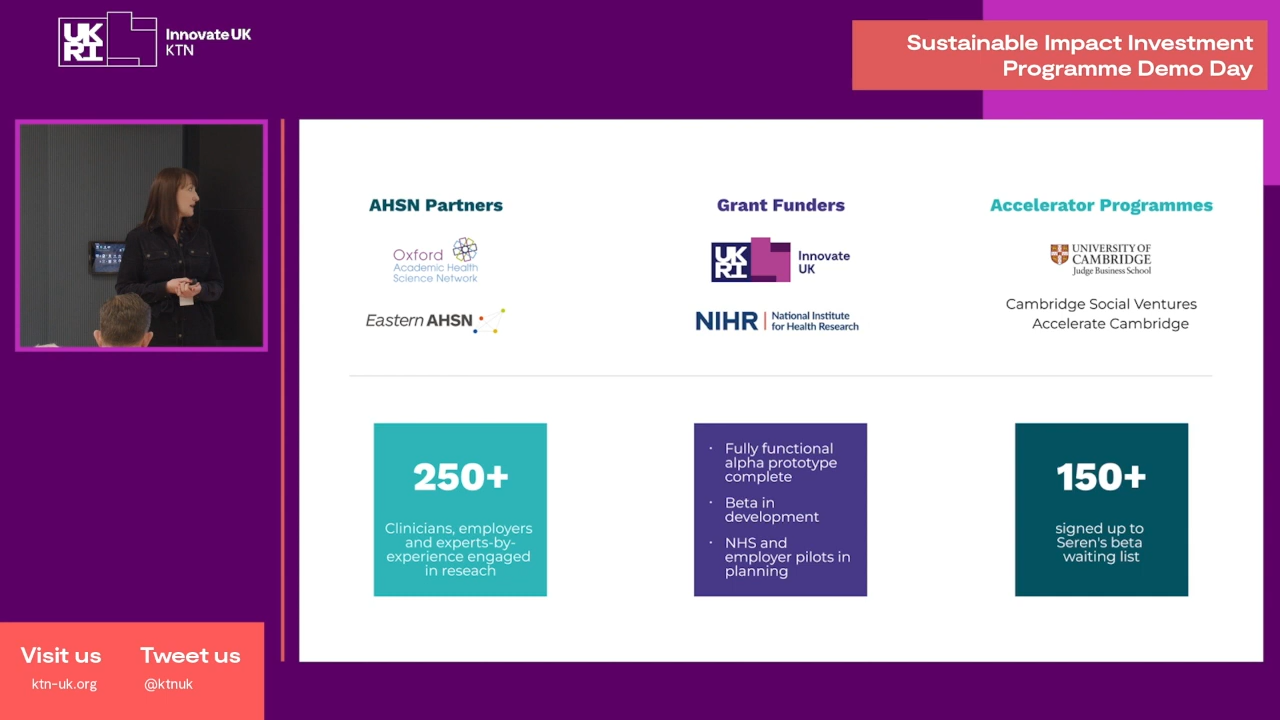 UK
RI
Innovate UK
KTN
Sustainable Impact Investment
Programme Demo Day
AHSN Partners
Grant Funders
Accelerator Programmes
Oxford
Academic Health
Science Network
UK
RI
Innovate
UK
UNIVERSITY OF
CAMBRIDGE
Judge Business School
Eastern AHSN
NIHR | National Institute
for Health Research
Cambridge Social Ventures
Accelerate Cambridge
250+
Clinicians, employers
and experts-by-
experience engaged
in reseach
· Fully functional
alpha prototype
complete
· Beta in
development
· NHS and
employer pilots in
planning
150+
signed up to
Seren's beta
waiting list
Visit us
ktn-uk.org
Tweet us
@ktnuk